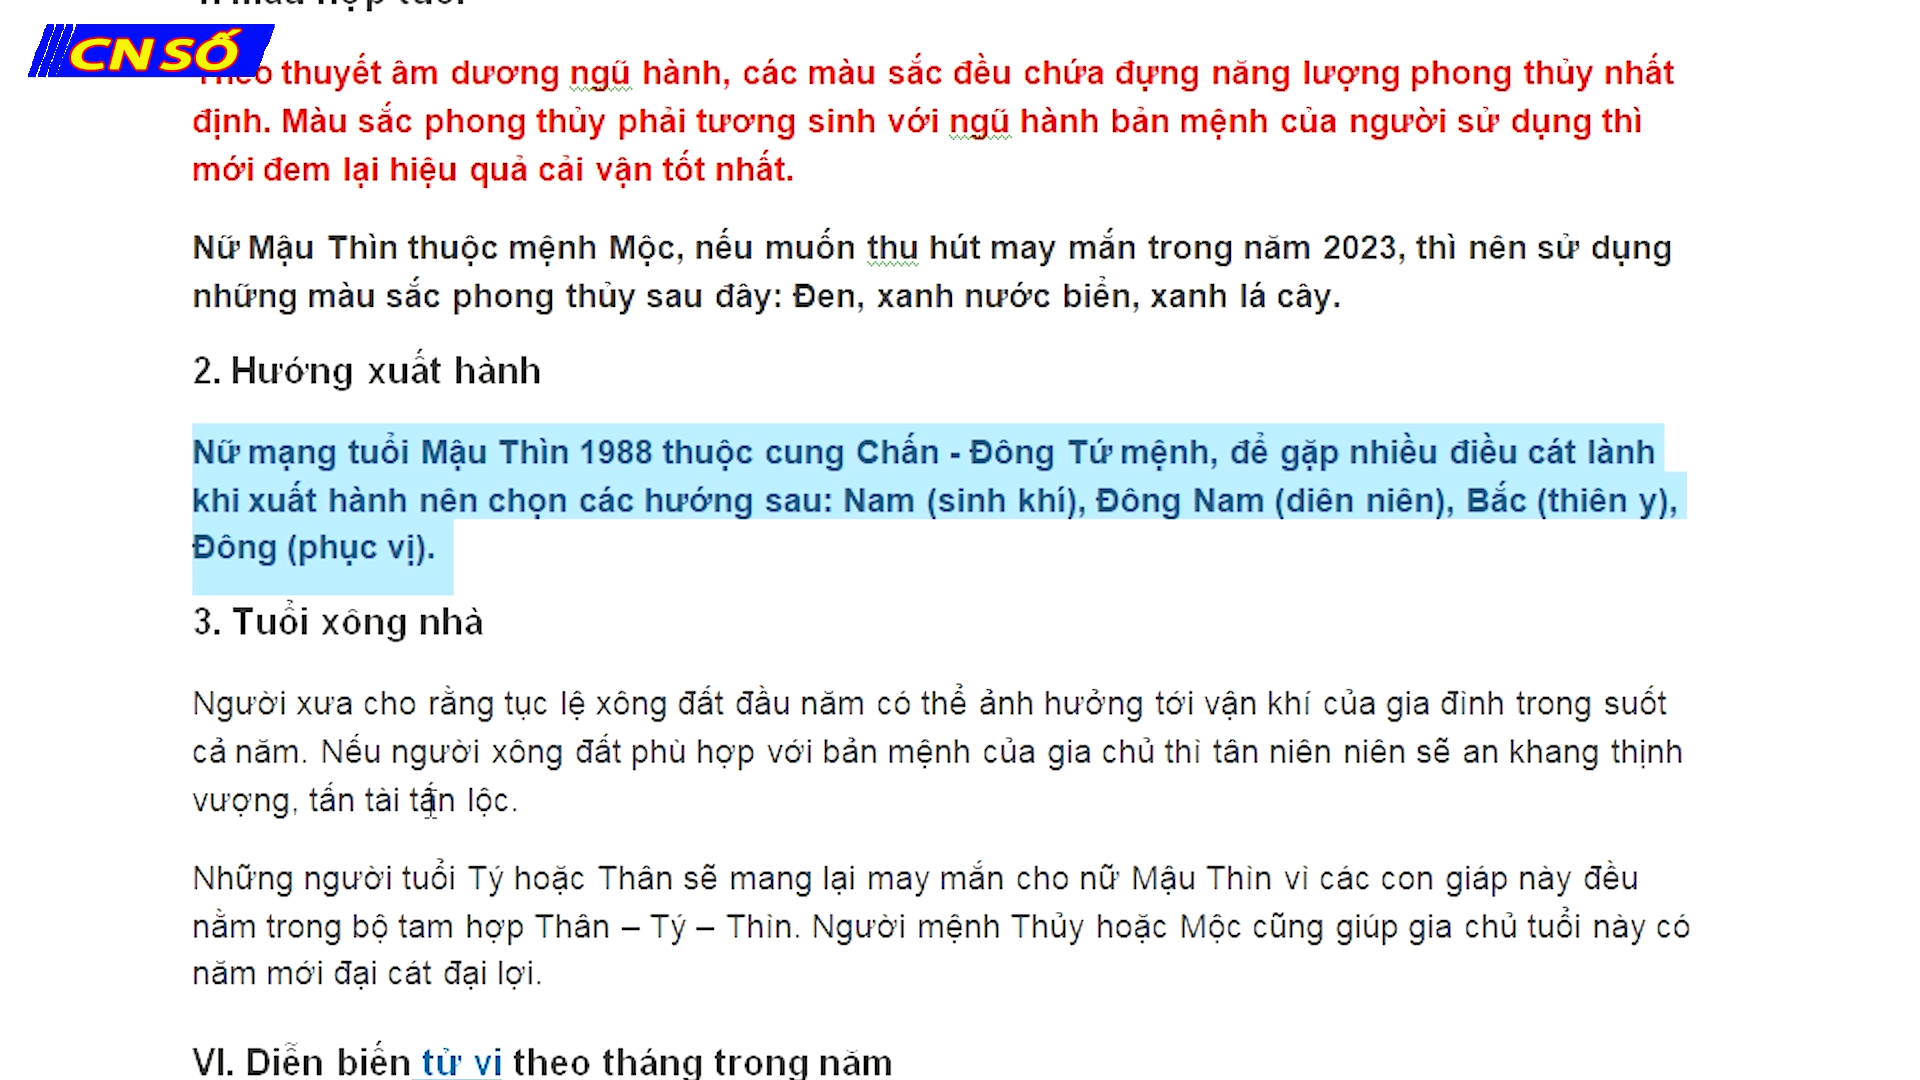 1. Màu hợp tuổi
CN SỐ
Theo thuyết âm dương ngũ hành, các màu sắc đều chứa đựng năng lượng phong thủy nhất
định. Màu sắc phong thủy phải tương sinh với ngũ hành bản mệnh của người sử dụng thì
mới đem lại hiệu quả cải vận tốt nhất.
Nữ Mậu Thìn thuộc mệnh Mộc, nếu muốn thu hút may mắn trong năm 2023, thì nên sử dụng
những màu sắc phong thủy sau đây: Đen, xanh nước biển, xanh lá cây.
2. Hướng xuất hành
Nữ mạng tuổi Mậu Thìn 1988 thuộc cung Chấn - Đông Tứ mệnh, để gặp nhiều điều cát lành
khi xuất hành nên chọn các hướng sau: Nam (sinh khí), Đông Nam (diên niên), Bắc (thiên y),
Đông (phục vị).
3. Tuổi xông nhà
Người xưa cho rằng tục lệ xông đất đầu năm có thể ảnh hưởng tới vận khí của gia đình trong suốt
cả năm. Nếu người xông đất phù hợp với bản mệnh của gia chủ thì tân niên niên sẽ an khang thịnh
vượng, tấn tài tấn lộc.
Những người tuổi Tý hoặc Thân sẽ mang lại may mắn cho nữ Mậu Thìn vì các con giáp này đều
nằm trong bộ tam hợp Thân – Tý – Thìn. Người mệnh Thủy hoặc Mộc cũng giúp gia chủ tuổi này có
năm mới đại cát đại lợi.
VI. Diễn biến tử vi theo tháng trong năm